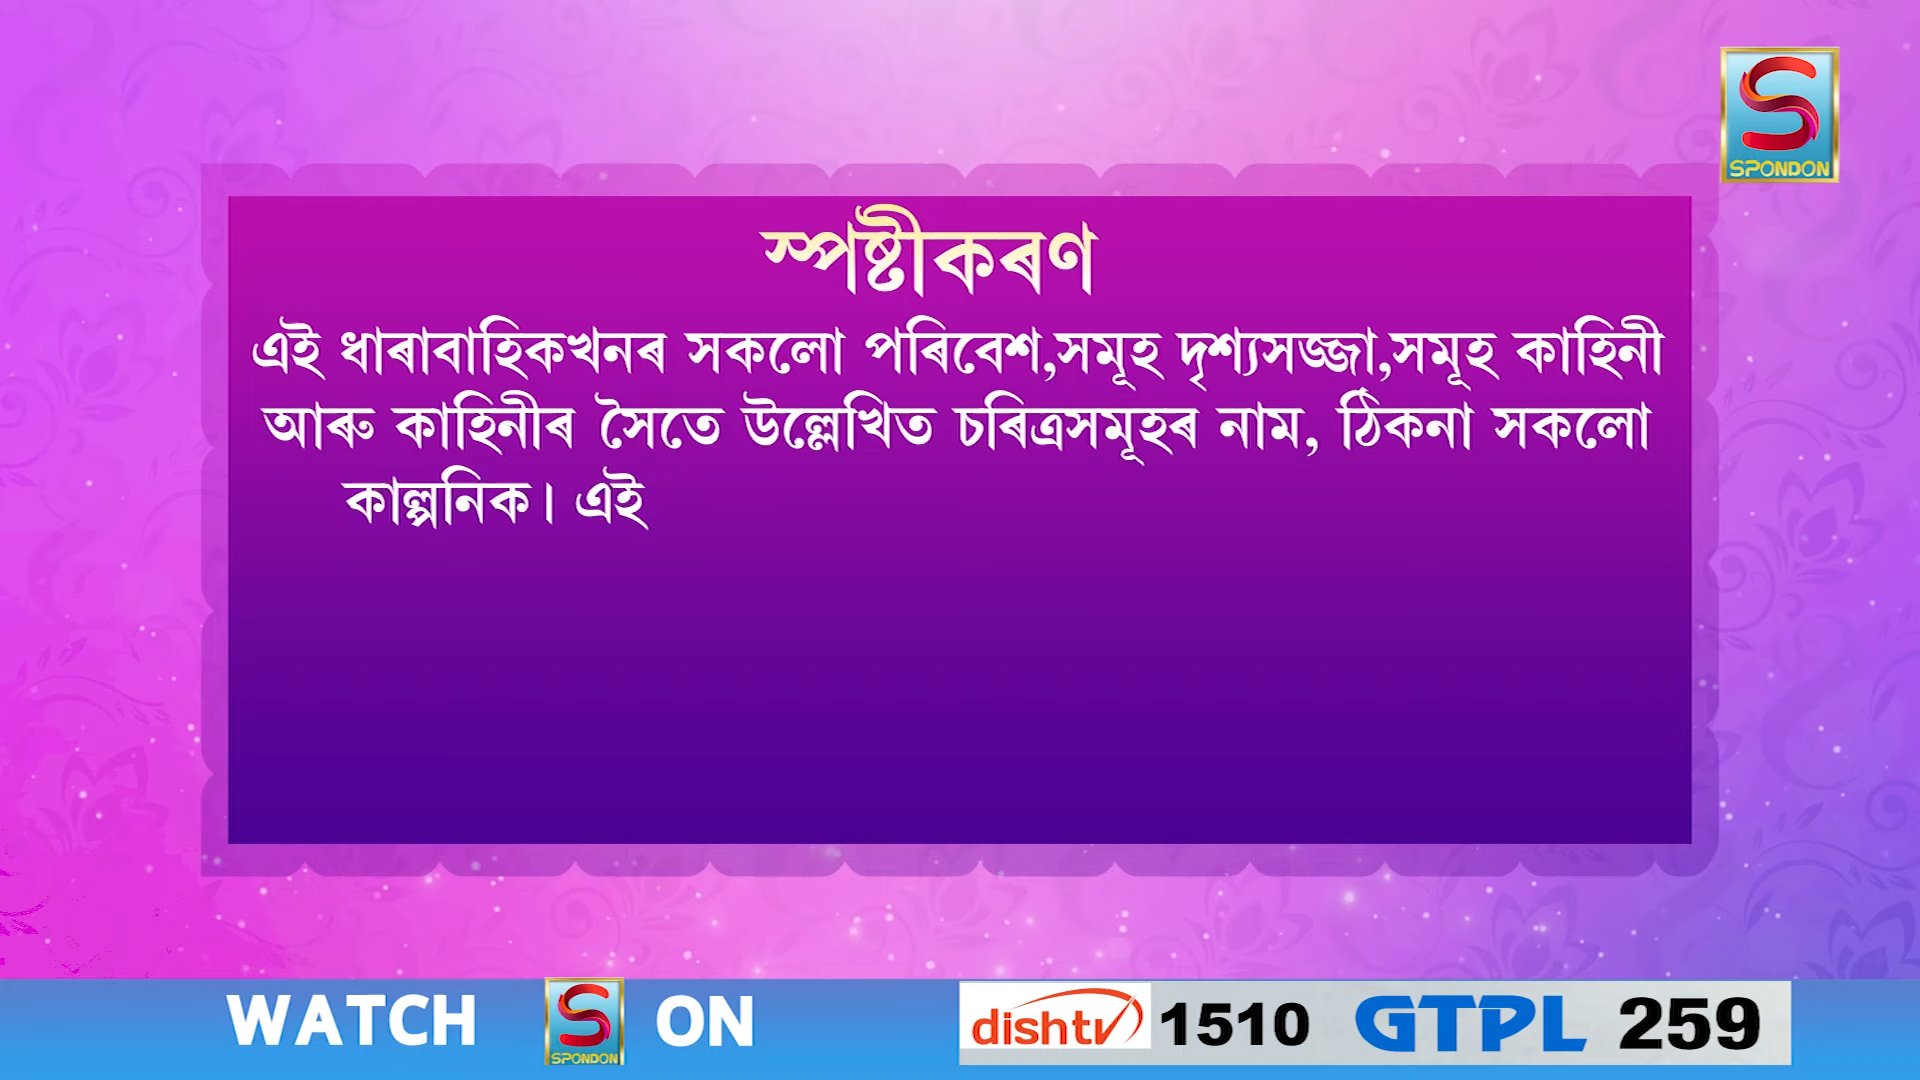 SPONDON
স্পষ্টীকৰণ
এই ধাৰাবাহিকখনৰ সকলো পৰিবেশ,সমূহ দৃশ্যসজ্জা,সমূহ কাহিনী
আৰু কাহিনীৰ সৈতে উল্লেখিত চৰিত্ৰসমূহৰ নাম, ঠিকনা সকলো
কাল্পনিক। এই
WATCH SPONDON ON dishtv 1510 GTPL 259